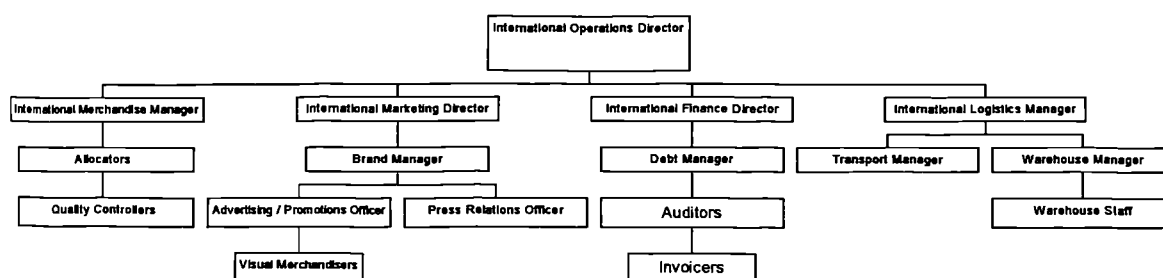 International Operations Director
International Merchandise Manager
International Marketing Director
International Finance Director
International Logistics Manager
Allocators
Brand Manager
Debt Manager
Transport Manager
Warehouse Manager
Quality Controllers
Advertising / Promotions Officer
Press Relations Officer
Auditors
Warehouse Staff
Visual Merchandisers
Invoicers